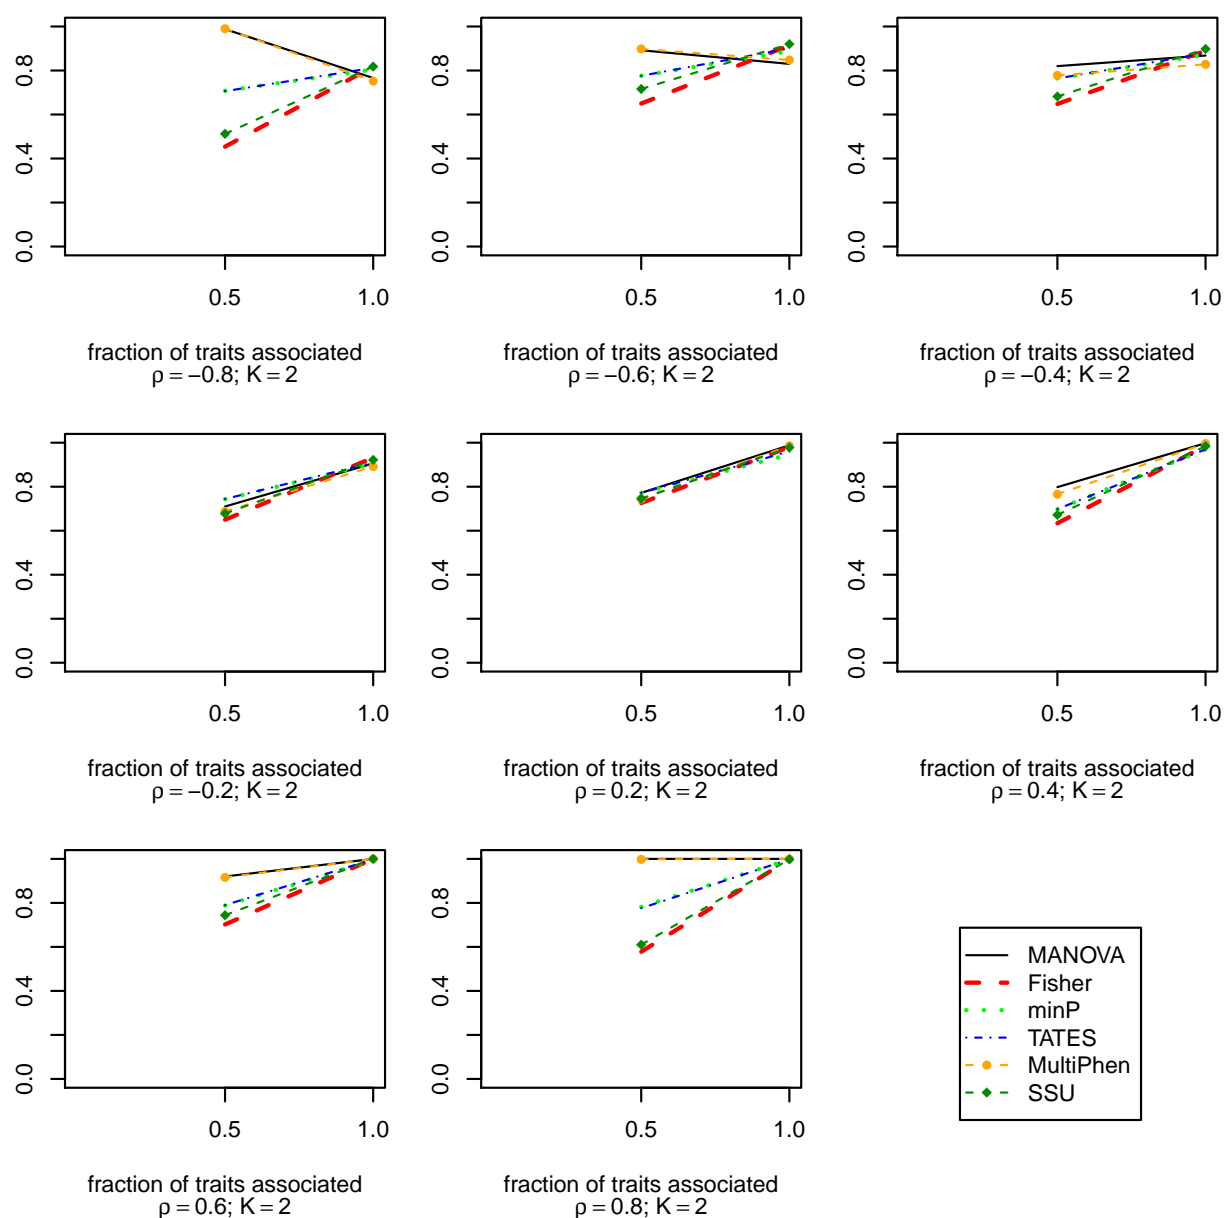 0.0 0.4 0.8
0.5 1.0
fraction of traits associated
ρ = −0.8; K = 2
0.0 0.4 0.8
0.5 1.0
fraction of traits associated
ρ = −0.6; K = 2
0.0 0.4 0.8
0.5 1.0
fraction of traits associated
ρ = −0.4; K = 2
0.0 0.4 0.8
0.5 1.0
fraction of traits associated
ρ = −0.2; K = 2
0.0 0.4 0.8
0.5 1.0
fraction of traits associated
ρ = 0.2; K = 2
0.0 0.4 0.8
0.5 1.0
fraction of traits associated
ρ = 0.4; K = 2
0.0 0.4 0.8
0.5 1.0
fraction of traits associated
ρ = 0.6; K = 2
0.0 0.4 0.8
0.5 1.0
fraction of traits associated
ρ = 0.8; K = 2
MANOVA
Fisher
minP
TATES
MultiPhen
SSU